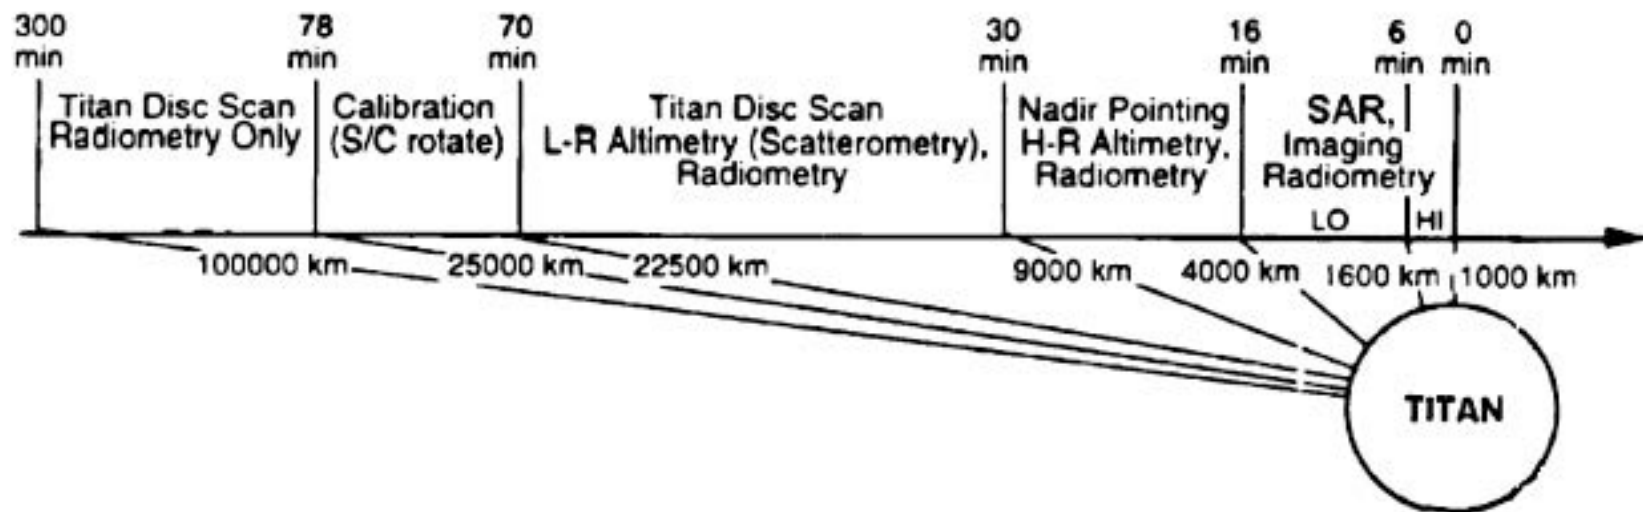 300 min
78 min
70 min
30 min
16 min
6 min
0 min
Titan Disc Scan
Radiometry Only
Calibration
(S/C rotate)
Titan Disc Scan
L-R Altimetry (Scatterometry),
Radiometry
Nadir Pointing
H-R Altimetry,
Radiometry
SAR,
Imaging
Radiometry
LO
HI
100000 km
25000 km
22500 km
9000 km
4000 km
1600 km
1000 km
TITAN